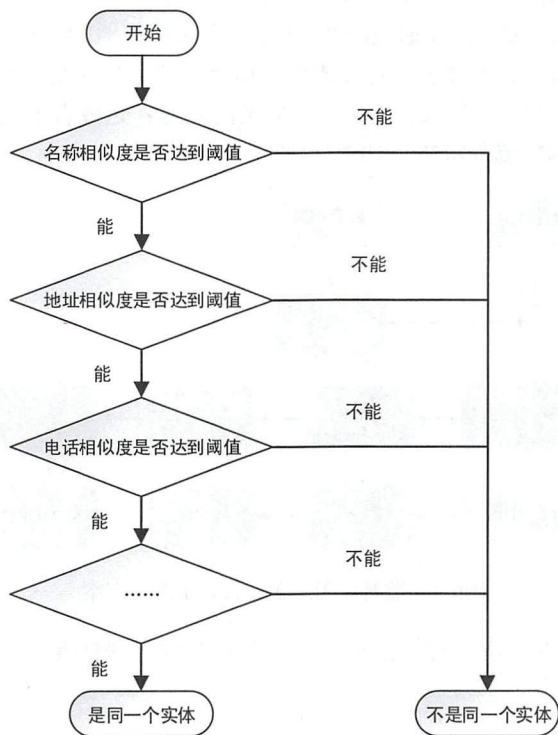 开始
名称相似度是否达到阈值
不能
能
地址相似度是否达到阈值
不能
能
电话相似度是否达到阈值
不能
能
……
不能
能
是同一个实体
不是同一个实体